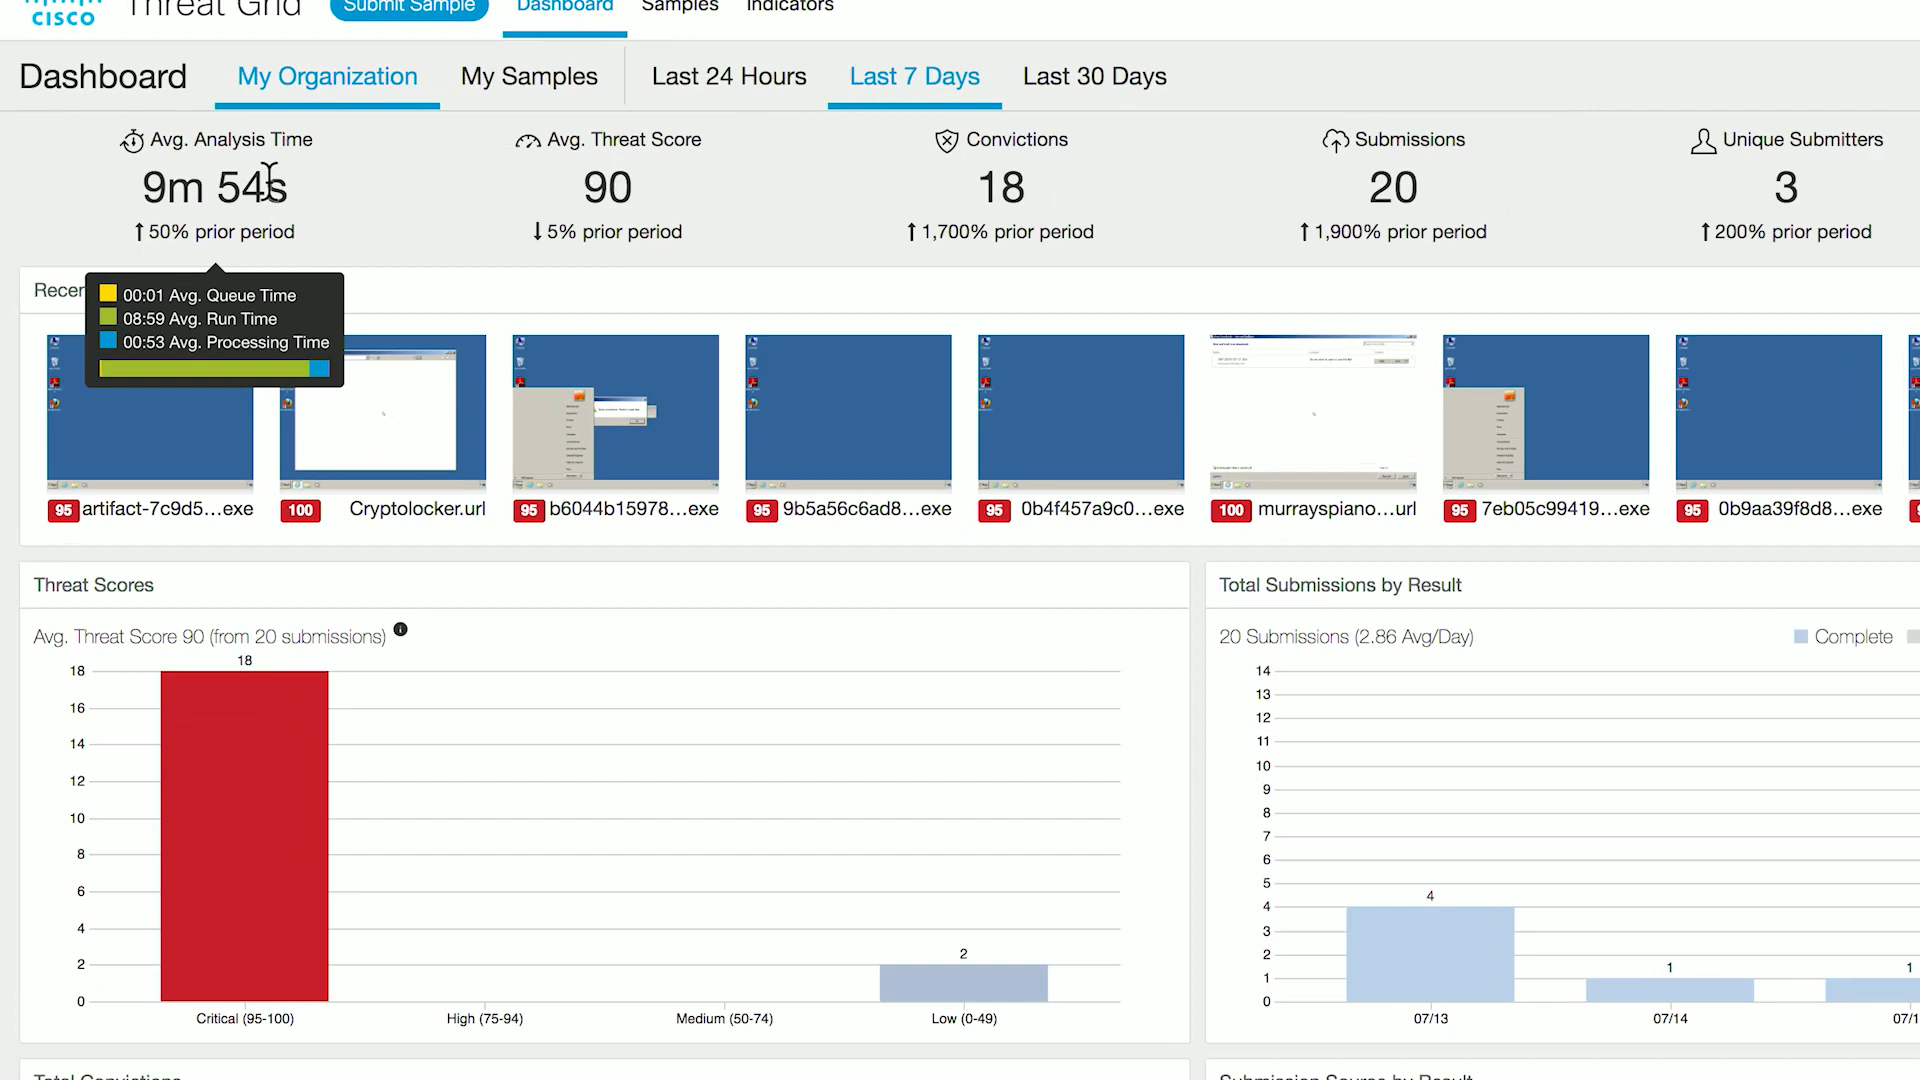 CISCO
Threat Grid
Submit Sample
Dashboard
Samples
Indicators
Dashboard
My Organization
My Samples
Last 24 Hours
Last 7 Days
Last 30 Days
Avg. Analysis Time
9m 54s
50% prior period
Avg. Threat Score
90
5% prior period
Convictions
18
1,700% prior period
Submissions
20
1,900% prior period
Unique Submitters
3
200% prior period
Recen
00:01 Avg. Queue Time
08:59 Avg. Run Time
00:53 Avg. Processing Time
95 artifact-7c9d5...exe
100 Cryptolocker.url
95 b6044b15978...exe
95 9b5a56c6ad8...exe
95 0b4f457a9c0...exe
100 murrayspiano...url
95 7eb05c99419...exe
95 0b9aa39f8d8...exe
Threat Scores
Avg. Threat Score 90 (from 20 submissions)
18
18
16
14
12
10
8
6
4
2
2
0
Critical (95-100)
High (75-94)
Medium (50-74)
Low (0-49)
Total Submissions by Result
20 Submissions (2.86 Avg/Day)
Complete
14
13
12
11
10
9
8
7
6
5
4
4
3
2
1
1
1
0
07/13
07/14
07/1
Total Convictions
Submission Source by Result